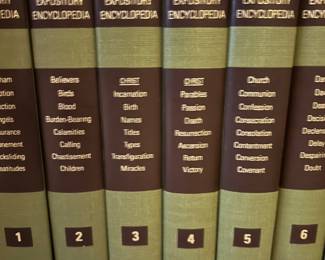 EXPOSITORY
ENCYCLOPEDIA
Believers
Birds
Blood
Burden-Bearing
Calamities
Calling
Chastisement
Children
2
EXPOSITORY
ENCYCLOPEDIA
CHRIST
Incarnation
Birth
Names
Titles
Types
Transfiguration
Miracles
3
EXPOSITORY
ENCYCLOPEDIA
CHRIST
Parables
Passion
Death
Resurrection
Ascension
Return
Victory
4
EXPOSITORY
ENCYCLOPEDIA
Church
Communion
Confession
Consecration
Consolation
Contentment
Conversion
Covenant
5
1
6
Doubt